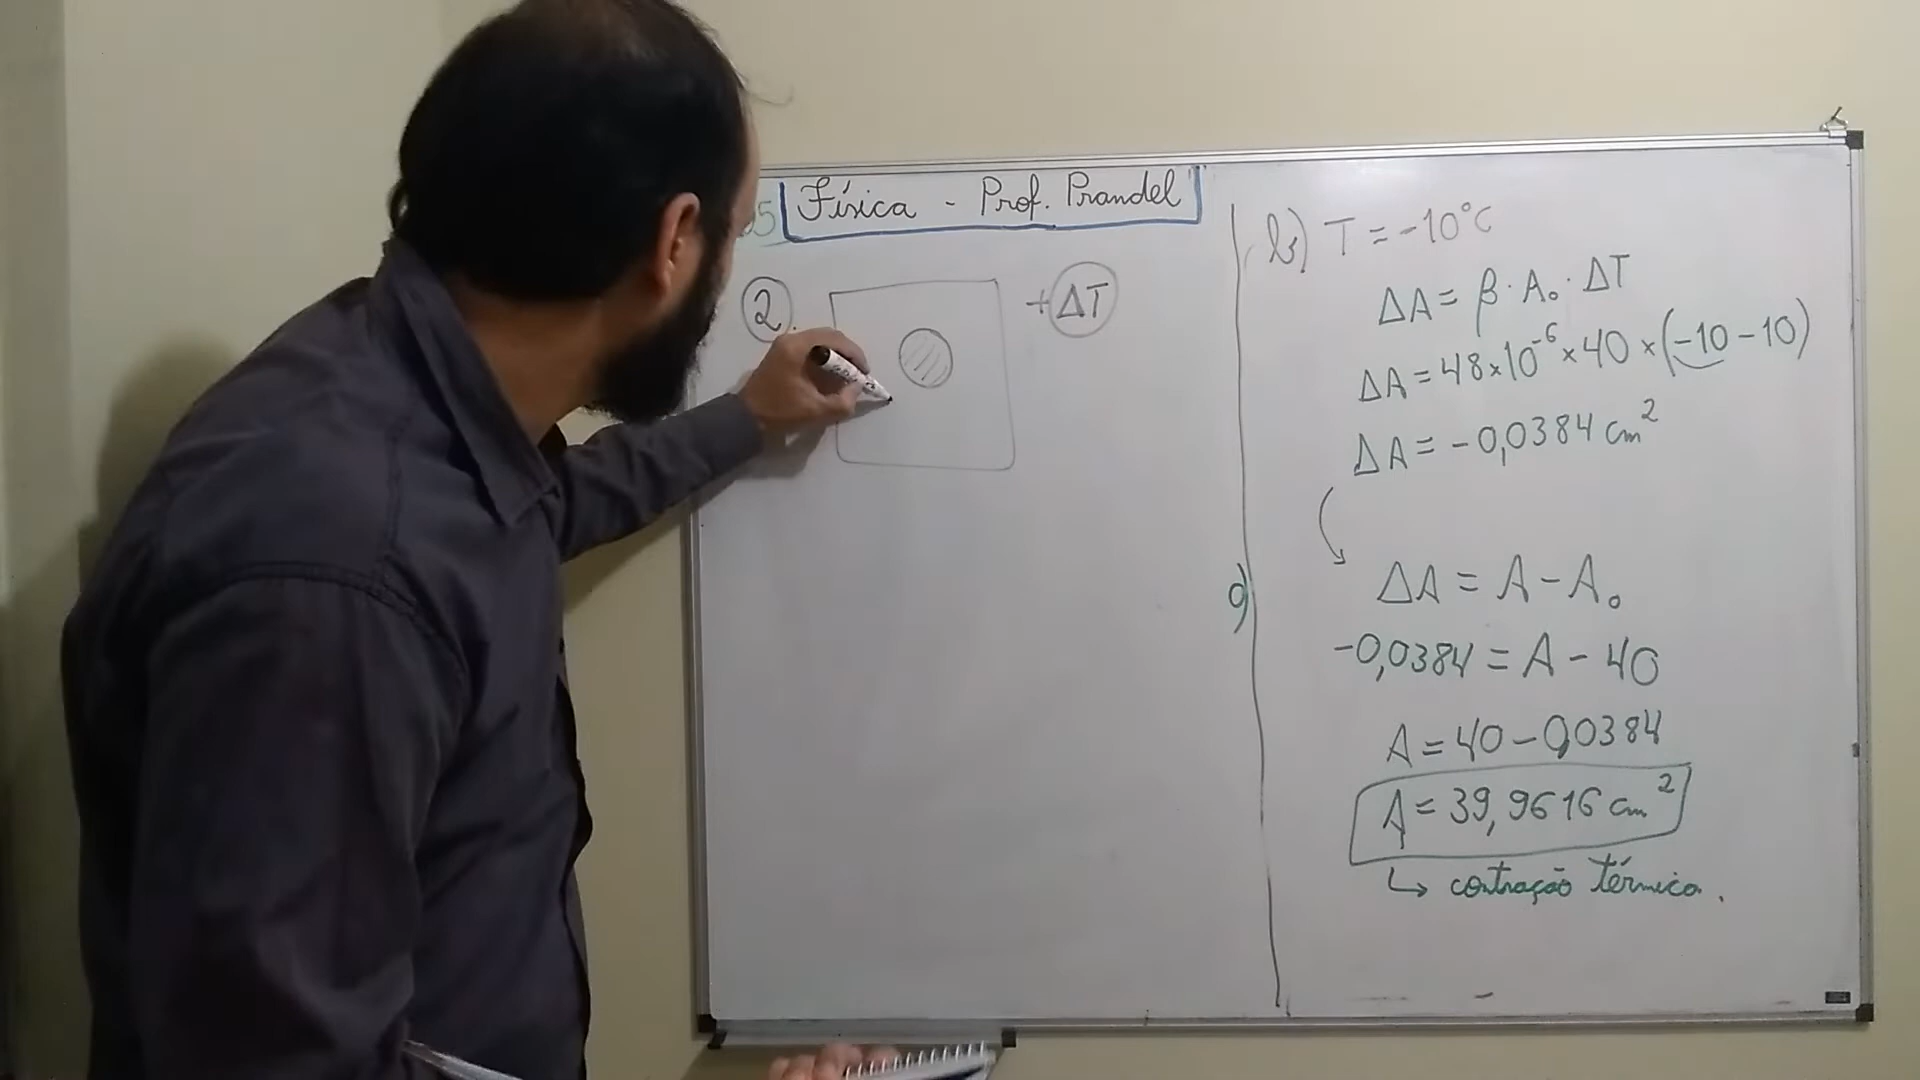 Física - Prof. Prandel
2.
+ΔT
b) T = -10°C
ΔA = β · A₀ · ΔT
ΔA = 48×10⁻⁶ × 40 × (-10 - 10)
ΔA = -0,0384 cm²
ΔA = A - A₀
-0,0384 = A - 40
A = 40 - 0,0384
A = 39,9616 cm²
↳ contração térmica.